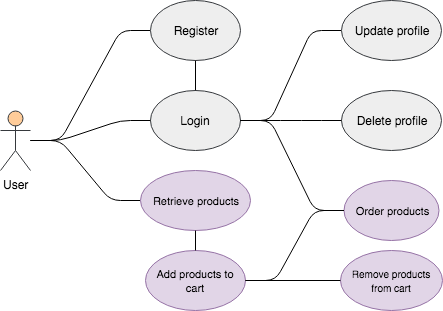 Register
Update profile
Login
Delete profile
User
Retrieve products
Order products
Add products to
cart
Remove products
from cart